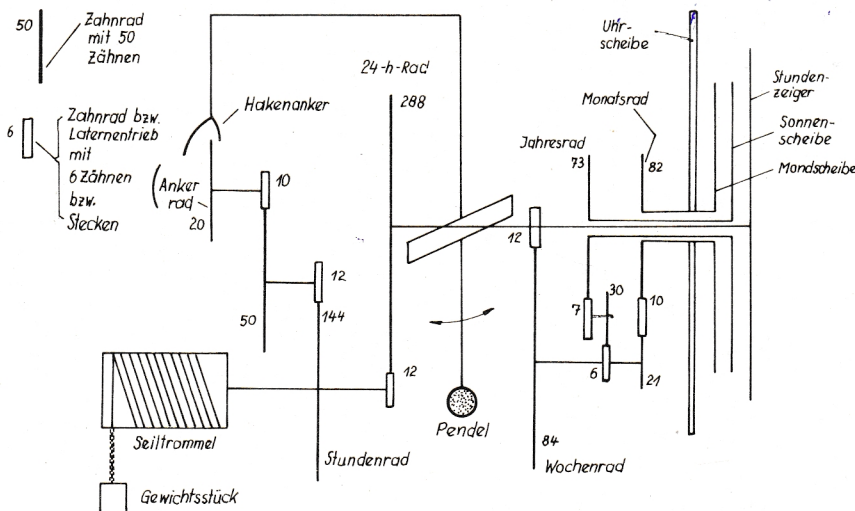 50
Zahnrad
mit 50
Zähnen
6
Zahnrad bzw.
Laternentrieb
mit
6 Zähnen
bzw.
Stecken
Hakenanker
Anker
rad
20
10
50
12
144
24-h-Rad
288
12
Seiltrommel
Gewichtsstück
Stundenrad
Pendel
12
84
Wochenrad
Jahresrad
73
Monatsrad
82
7
30
6
10
21
Uhr-
scheibe
Stunden-
zeiger
Sonnen-
scheibe
Mondscheibe